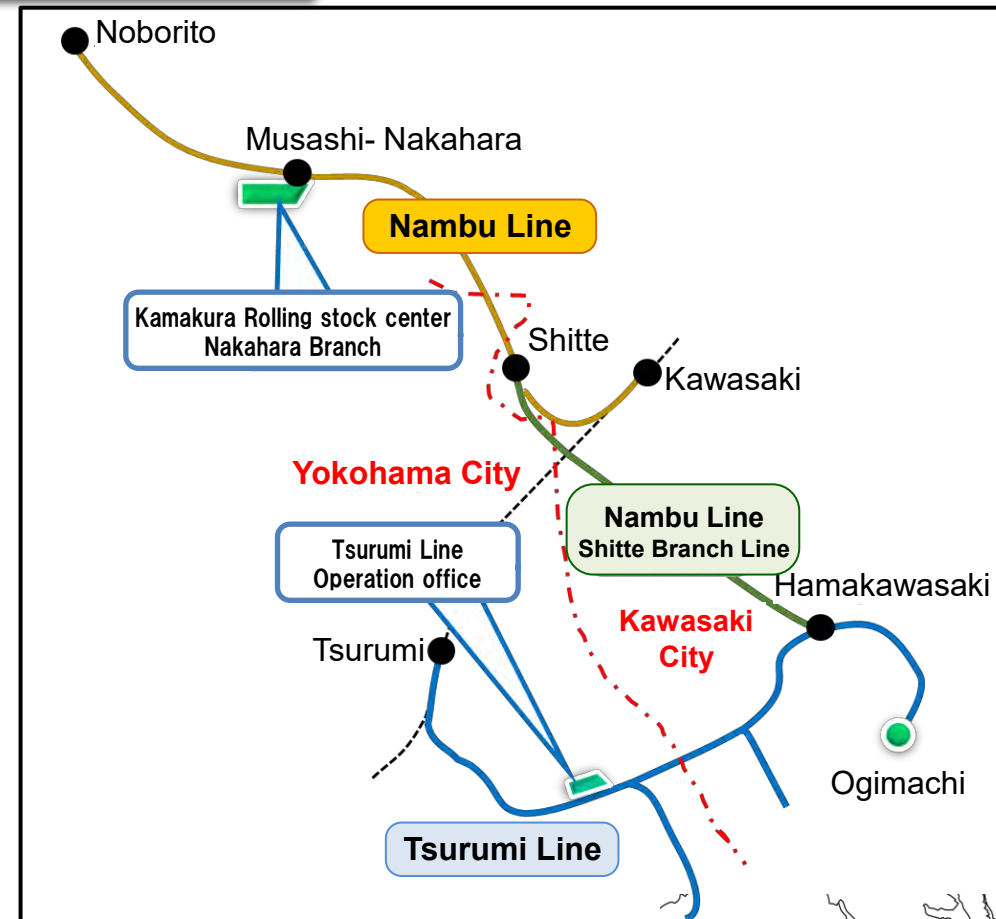 Noborito
Musashi- Nakahara
Nambu Line
Kamakura Rolling stock center
Nakahara Branch
Shitte
Kawasaki
Yokohama City
Nambu Line
Shitte Branch Line
Tsurumi Line
Operation office
Hamakawasaki
Kawasaki
City
Tsurumi
Ogimachi
Tsurumi Line